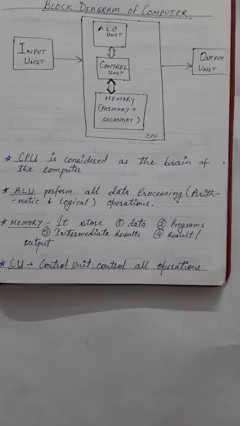 BLOCK DIAGRAM OF COMPUTER
ALU UNIT
INPUT UNIT
CONTROL UNIT
OUTPUT UNIT
MEMORY (PRIMARY + SECONDARY)
CPU
* CPU is considered as the brain of
the computer
* ALU perform all data Processing (Arith-
-matic & Logical) operations.
* MEMORY - It store ① data ② Programs
③ Intermediate Results ④ Result/
output
* CU → Control unit control all operations